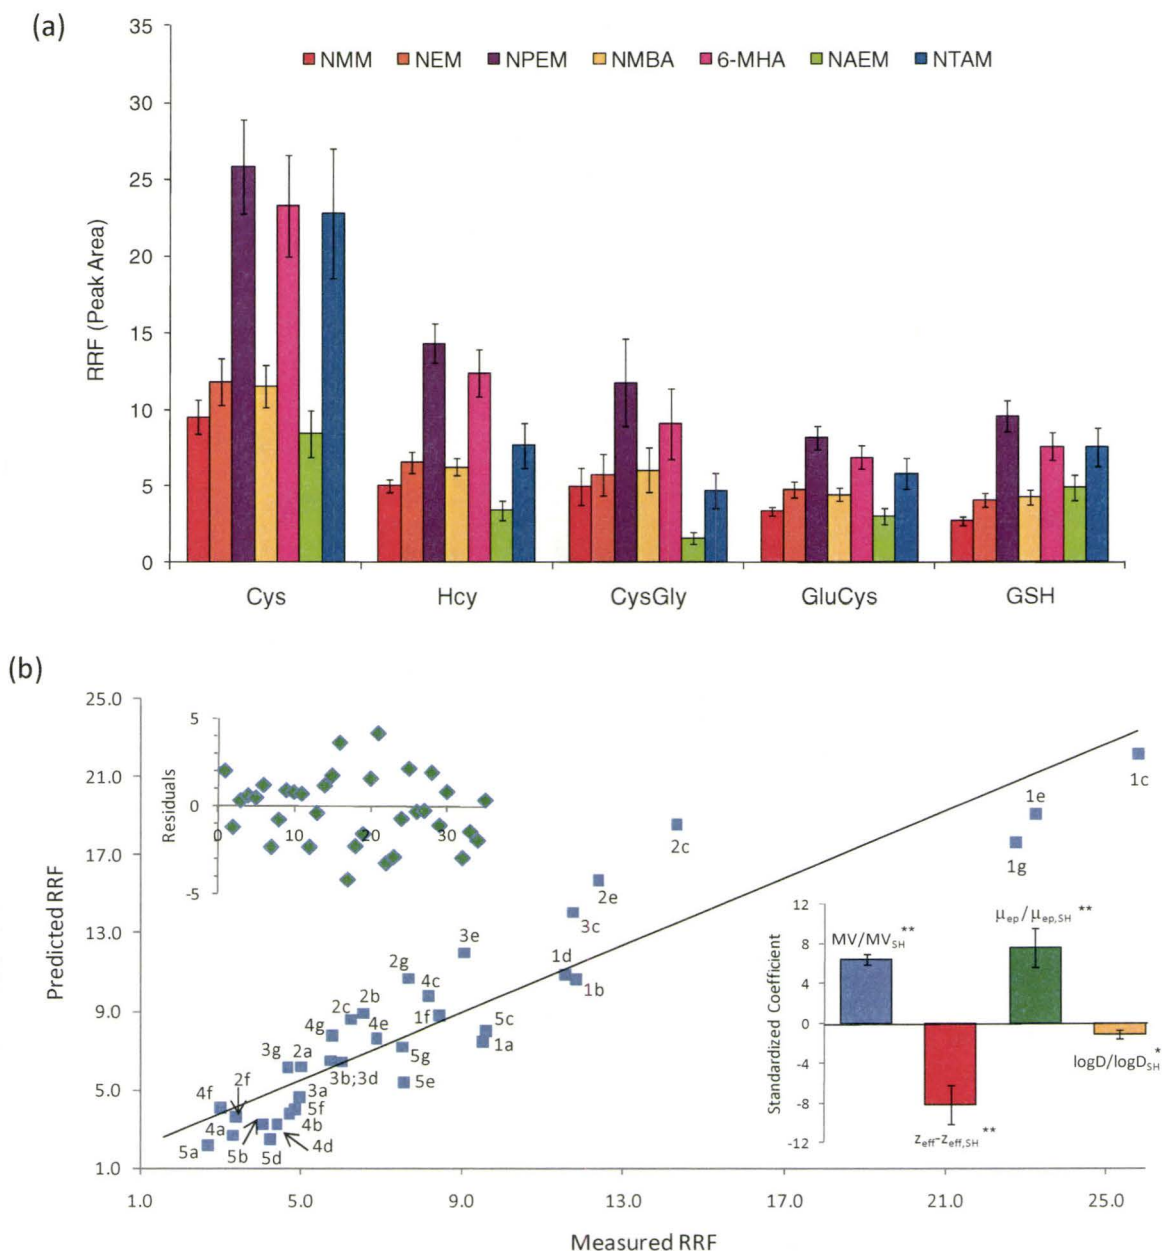 (a)
35
30
25
20
15
10
5
0
RRF (Peak Area)
NMM NEM NPEM NMBA 6-MHA NAEM NTAM
Cys Hcy CysGly GluCys GSH
(b)
25.0
21.0
17.0
13.0
9.0
5.0
1.0
Predicted RRF
1.0 5.0 9.0 13.0 17.0 21.0 25.0
Measured RRF
5
0
-5
Residuals
0 10 20 30
1c
1e
1g
2c
2e
3c
3e
1d
1b
2g
4c
2c
2b
1f
5c
1a
4g
4e
5g
3g
2a
3b;3d
5e
4f
2f
3a
5f
4a
4b
5a
5b
5d
4d
12
8
4
0
-4
-8
-12
Standardized Coefficient
MV/MVSH**
μep/μep,SH**
zeff-zeff,SH**
logD/logDSH*